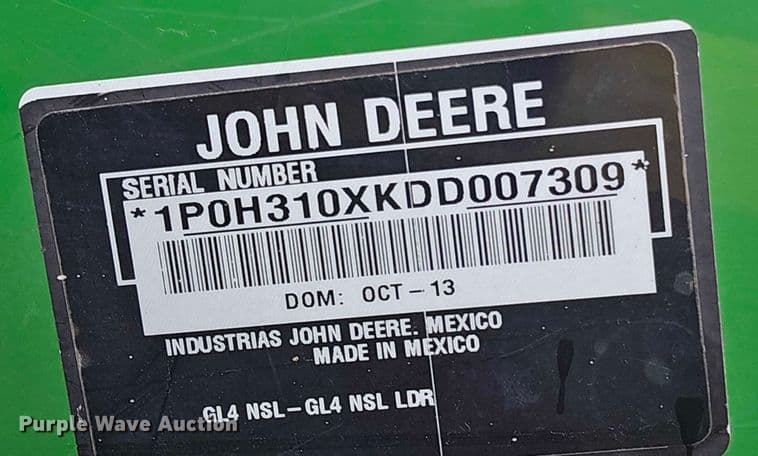 JOHN DEERE
SERIAL NUMBER
*1P0H310XKDD007309*
DOM: OCT-13
INDUSTRIAS JOHN DEERE. MEXICO
MADE IN MEXICO
GL4 NSL-GL4 NSL LDR
Purple Wave Auction